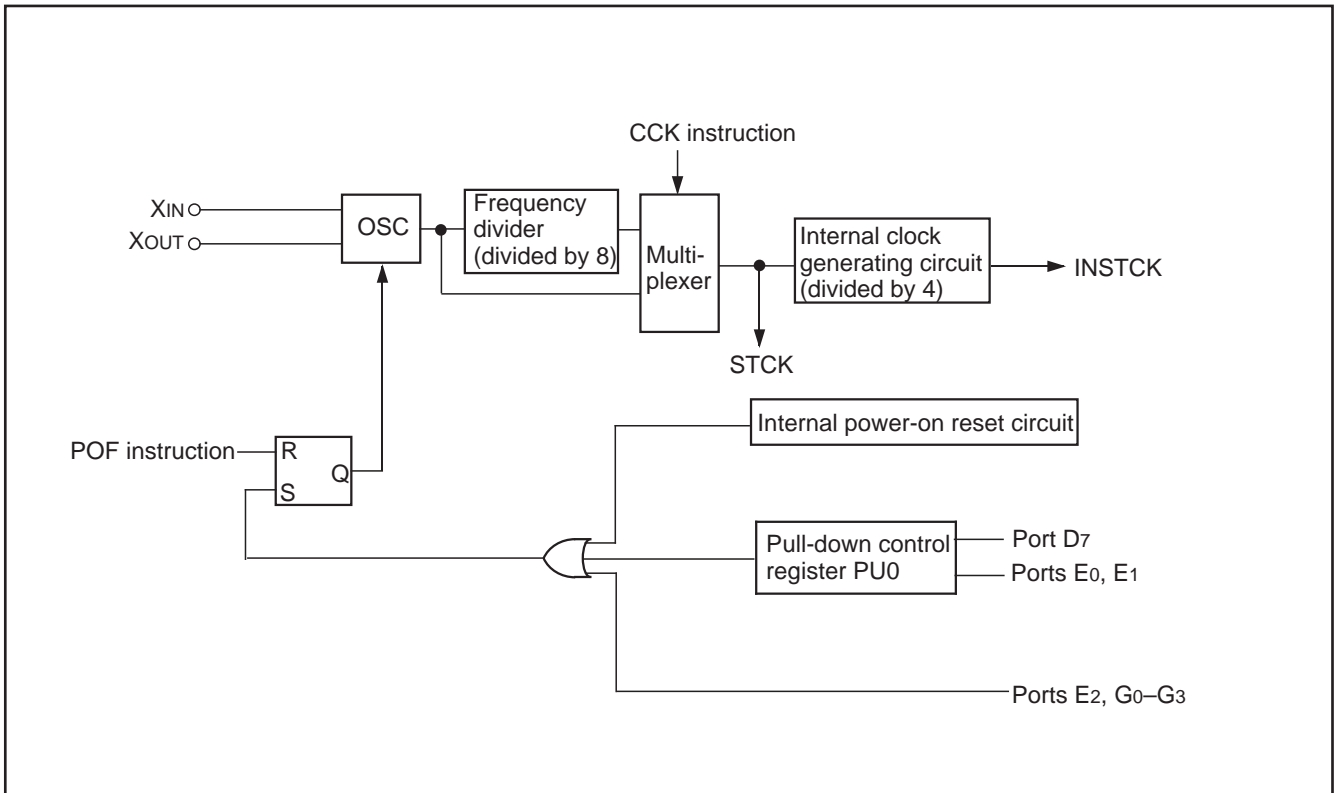 CCK instruction
XIN
XOUT
OSC
Frequency
divider
(divided by 8)
Multi-
plexer
Internal clock
generating circuit
(divided by 4)
INSTCK
STCK
Internal power-on reset circuit
POF instruction
R
S
Q
Pull-down control
register PU0
Port D7
Ports E0, E1
Ports E2, G0–G3